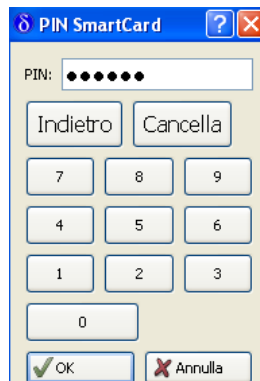 δ PIN SmartCard ?
PIN: ●●●●●●
Indietro Cancella
7 8 9
4 5 6
1 2 3
0
OK Annulla